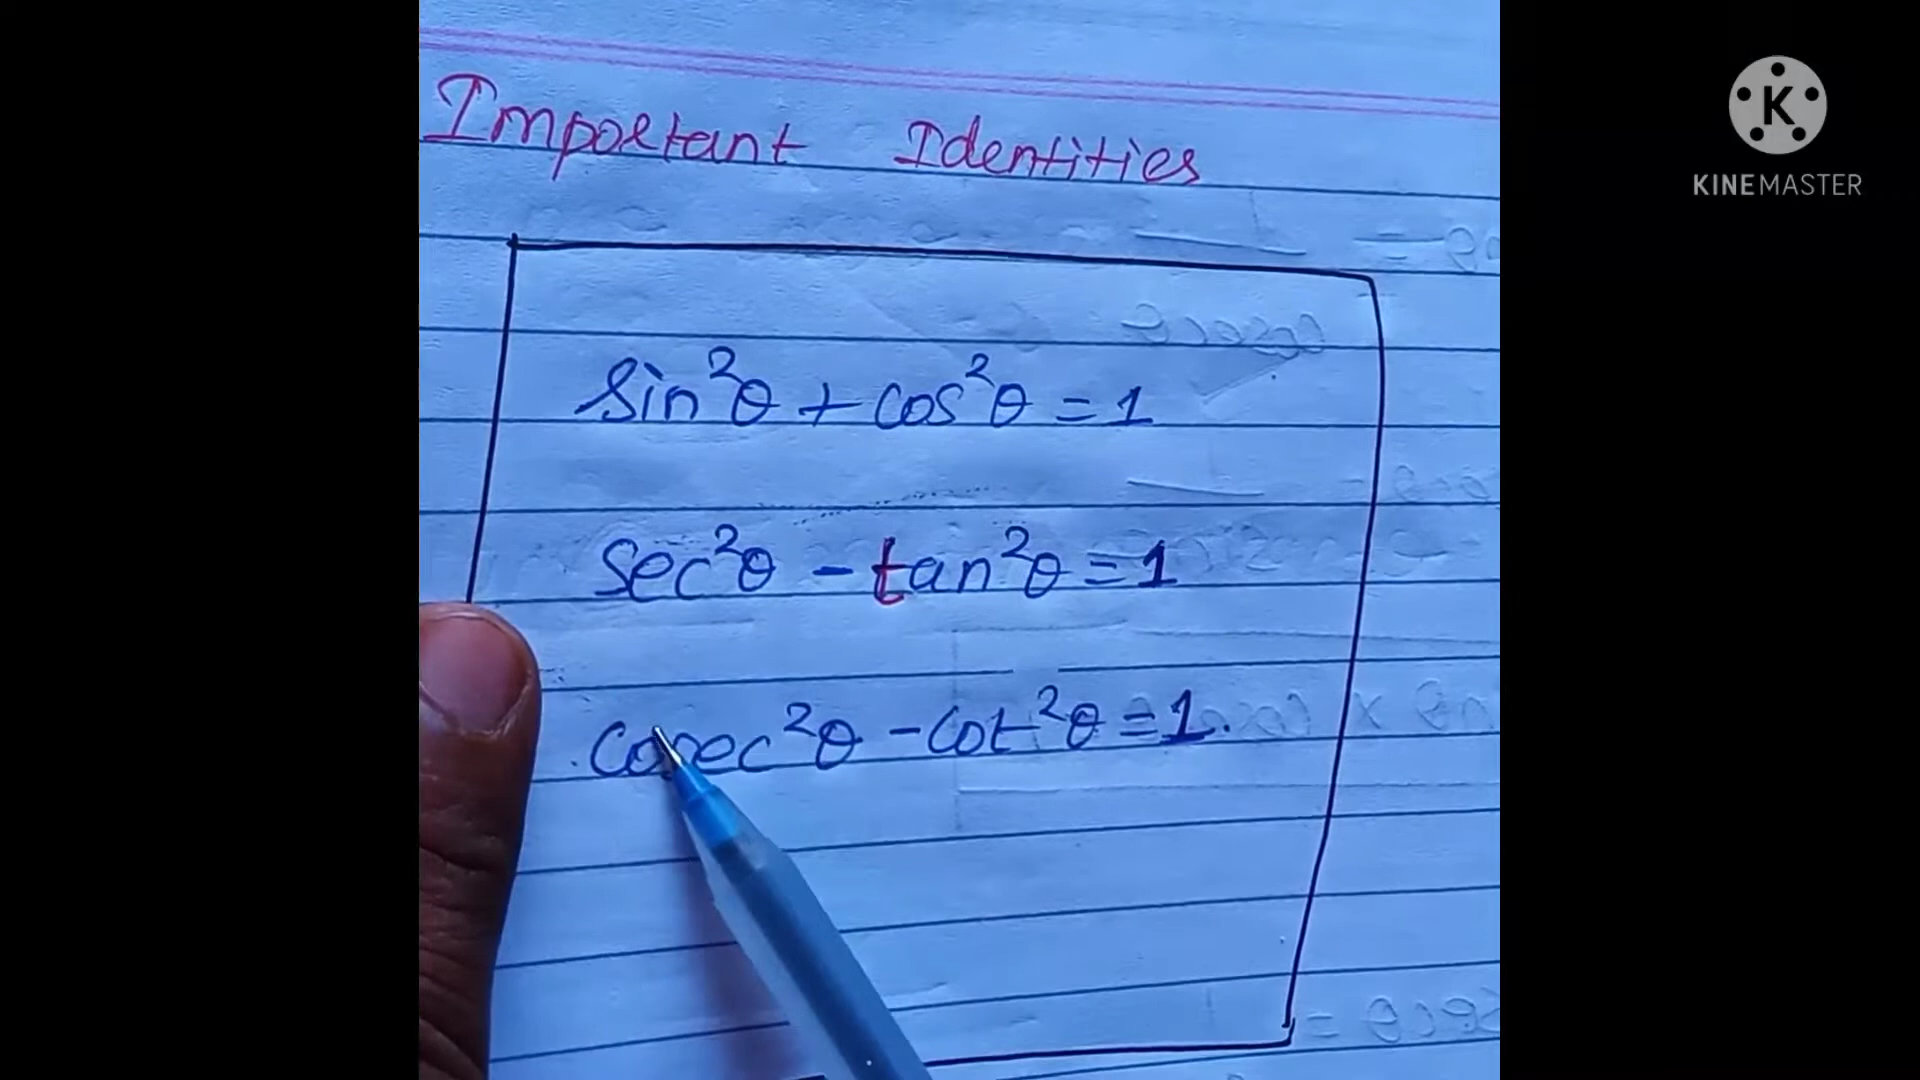 Important Identities
K
KINEMASTER
sin²θ + cos²θ = 1
sec²θ - tan²θ = 1
cosec²θ - cot²θ = 1.